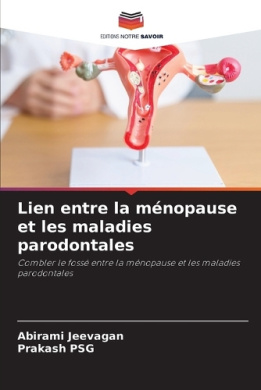 EDITIONS NOTRE SAVOIR
Lien entre la ménopause
et les maladies
parodontales
Combler le fossé entre la ménopause et les maladies
parodontales
Abirami Jeevagan
Prakash PSG